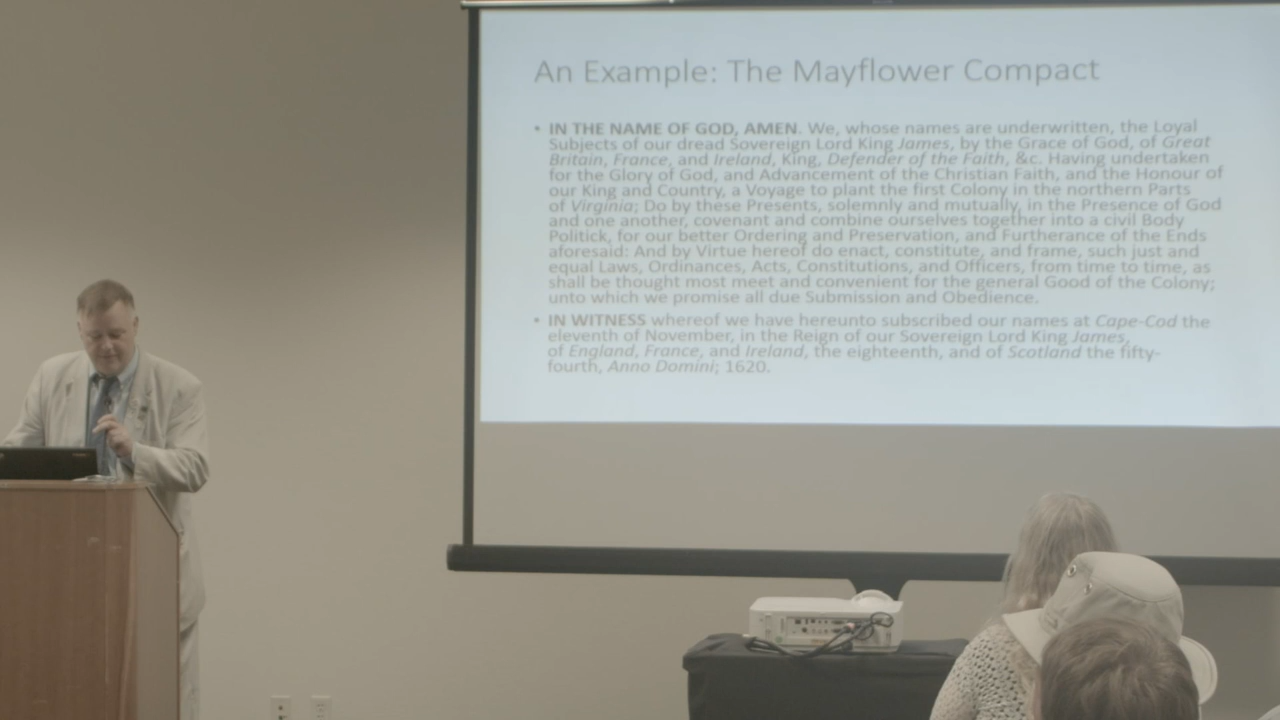 An Example: The Mayflower Compact
• IN THE NAME OF GOD, AMEN. We, whose names are underwritten, the Loyal
Subjects of our dread Sovereign Lord King James, by the Grace of God, of Great
Britain, France, and Ireland, King, Defender of the Faith, &c. Having undertaken
for the Glory of God, and Advancement of the Christian Faith, and the Honour of
our King and Country, a Voyage to plant the first Colony in the northern Parts
of Virginia; Do by these Presents, solemnly and mutually, in the Presence of God
and one another, covenant and combine ourselves together into a civil Body
Politick, for our better Ordering and Preservation, and Furtherance of the Ends
aforesaid: And by Virtue hereof do enact, constitute, and frame, such just and
equal Laws, Ordinances, Acts, Constitutions, and Officers, from time to time, as
shall be thought most meet and convenient for the general Good of the Colony;
unto which we promise all due Submission and Obedience.
• IN WITNESS whereof we have hereunto subscribed our names at Cape-Cod the
eleventh of November, in the Reign of our Sovereign Lord King James,
of England, France, and Ireland, the eighteenth, and of Scotland the fifty-
fourth, Anno Domini; 1620.